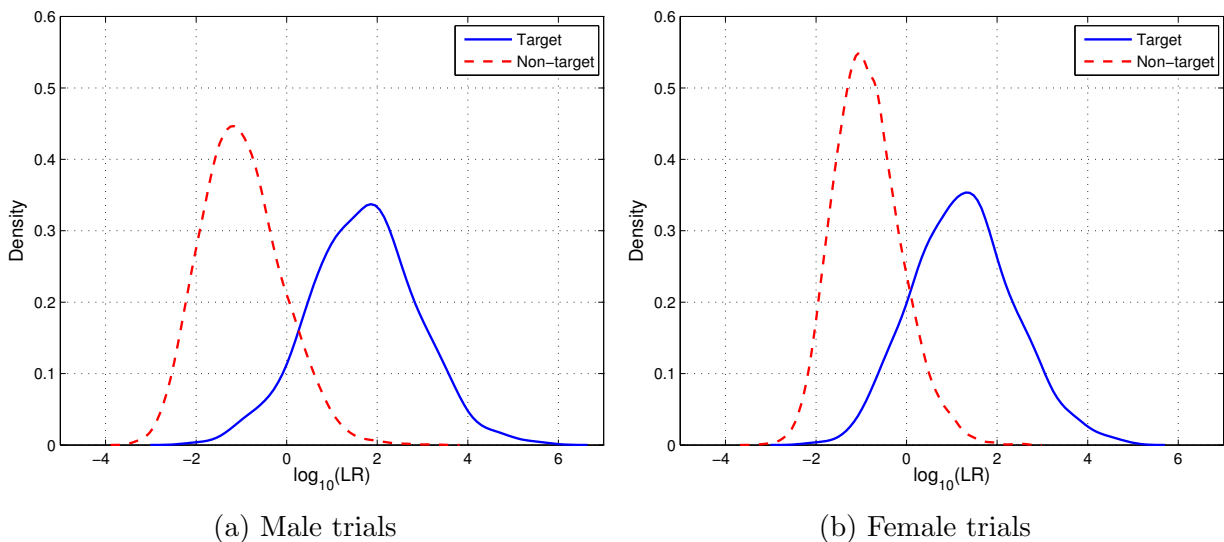 0.6
0.5
0.4
0.3
0.2
0.1
0
Density
−4 −2 0 2 4 6
log10(LR)
Target
Non−target
(a) Male trials
0.6
0.5
0.4
0.3
0.2
0.1
0
Density
−4 −2 0 2 4 6
log10(LR)
Target
Non−target
(b) Female trials